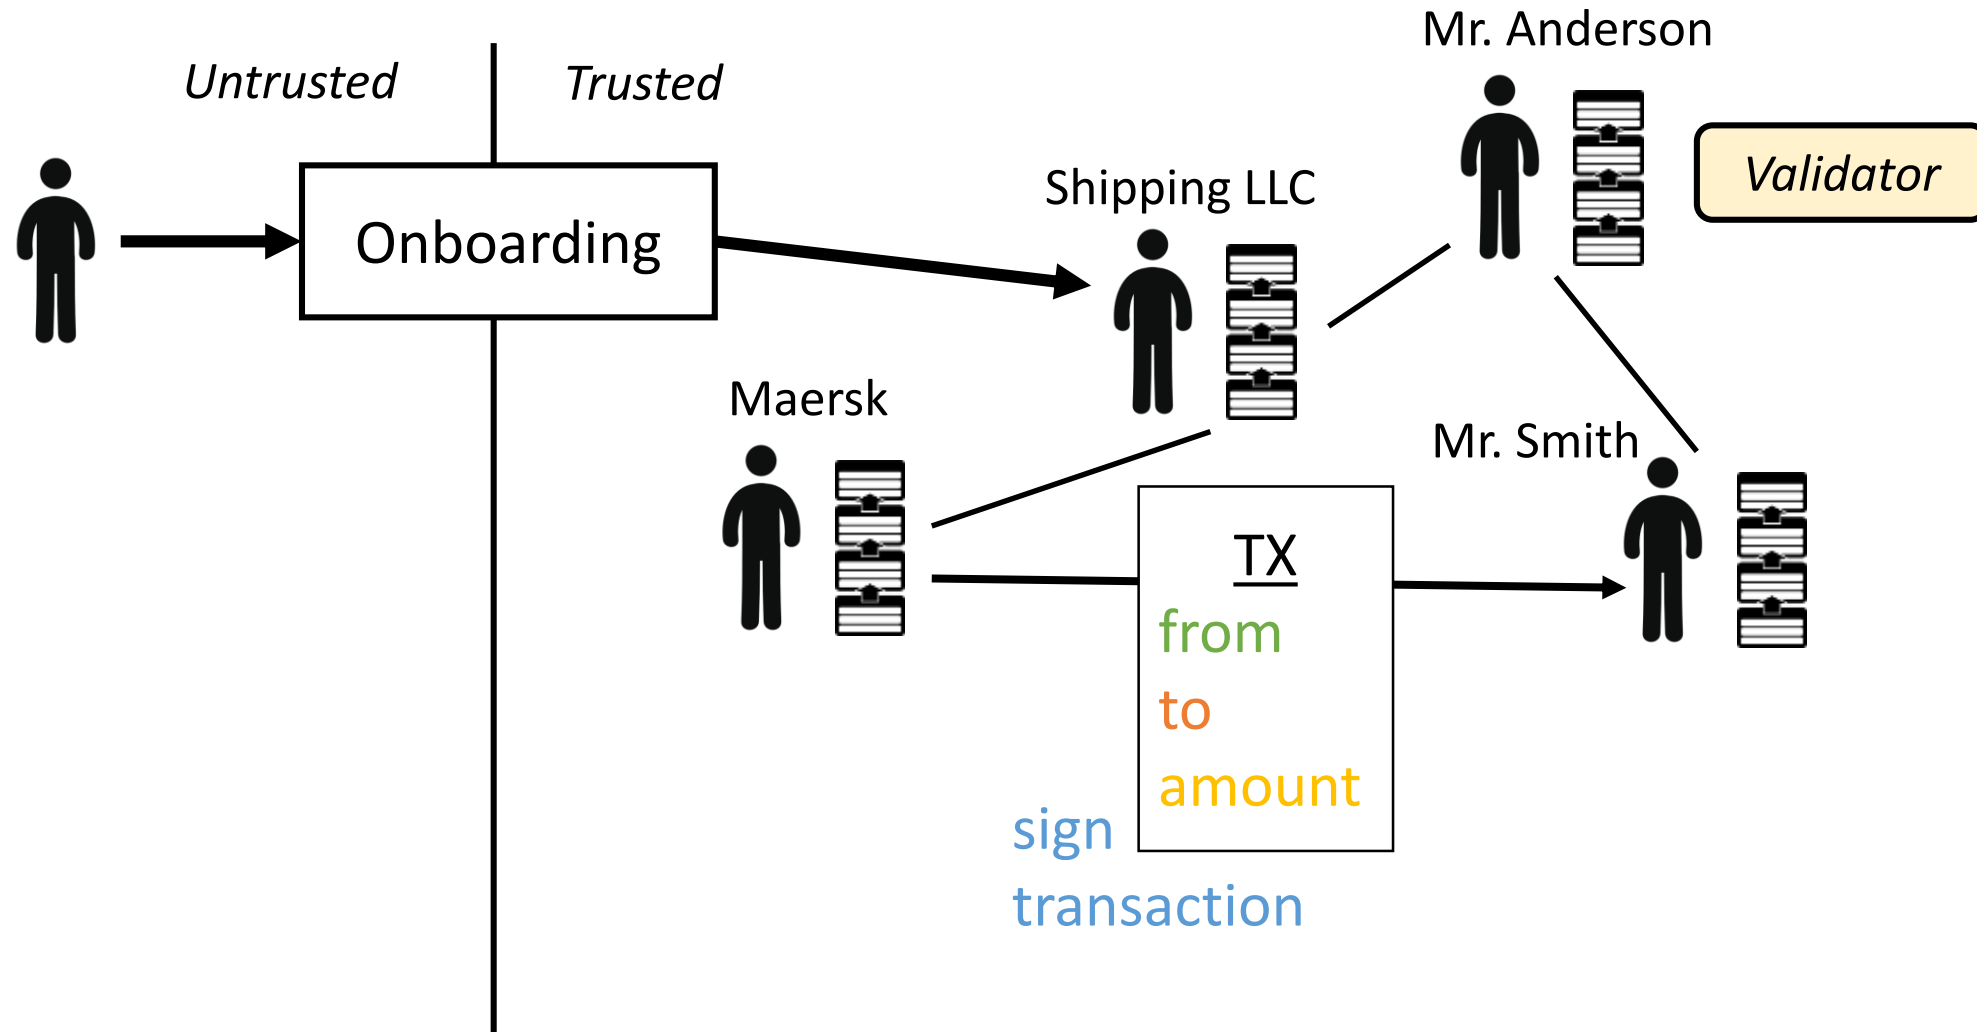 Untrusted
Trusted
Mr. Anderson
Validator
Onboarding
Shipping LLC
Maersk
Mr. Smith
TX
from
to
amount
sign
transaction